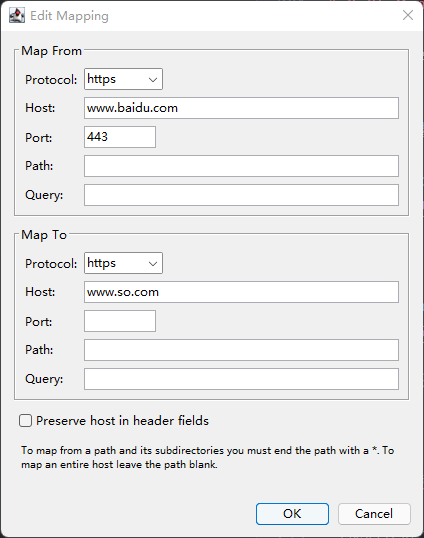 Edit Mapping
Map From
Protocol: https
Host: www.baidu.com
Port: 443
Path:
Query:
Map To
Protocol: https
Host: www.so.com
Port:
Path:
Query:
Preserve host in header fields
To map from a path and its subdirectories you must end the path with a *. To
map an entire host leave the path blank.
OK Cancel